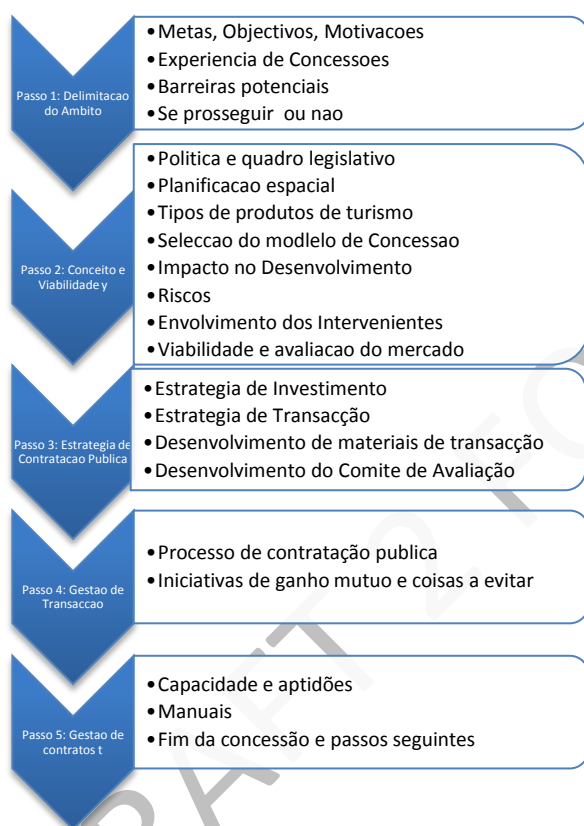 Passo 1: Delimitacao
do Ambito
•Metas, Objectivos, Motivacoes
•Experiencia de Concessoes
•Barreiras potenciais
•Se prosseguir ou nao
Passo 2: Conceito e
Viabilidade y
•Politica e quadro legislativo
•Planificacao espacial
•Tipos de produtos de turismo
•Seleccao do modlelo de Concessao
•Impacto no Desenvolvimento
•Riscos
•Envolvimento dos Intervenientes
•Viabilidade e avaliacao do mercado
Passo 3: Estrategia de
Contratacao Publica
•Estrategia de Investimento
•Estrategia de Transacção
•Desenvolvimento de materiais de transacção
•Desenvolvimento do Comite de Avaliação
Passo 4: Gestao de
Transaccao
•Processo de contratação publica
•Iniciativas de ganho mutuo e coisas a evitar
Passo 5: Gestao de
contratos t
•Capacidade e aptidões
•Manuais
•Fim da concessão e passos seguintes